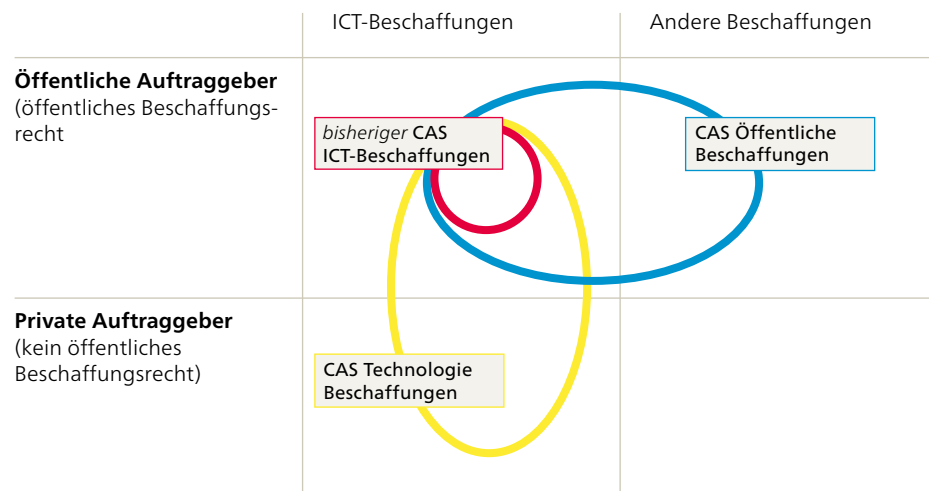 ICT-Beschaffungen
Andere Beschaffungen
Öffentliche Auftraggeber
(öffentliches Beschaffungs-
recht
bisheriger CAS
ICT-Beschaffungen
CAS Öffentliche
Beschaffungen
Private Auftraggeber
(kein öffentliches
Beschaffungsrecht)
CAS Technologie
Beschaffungen